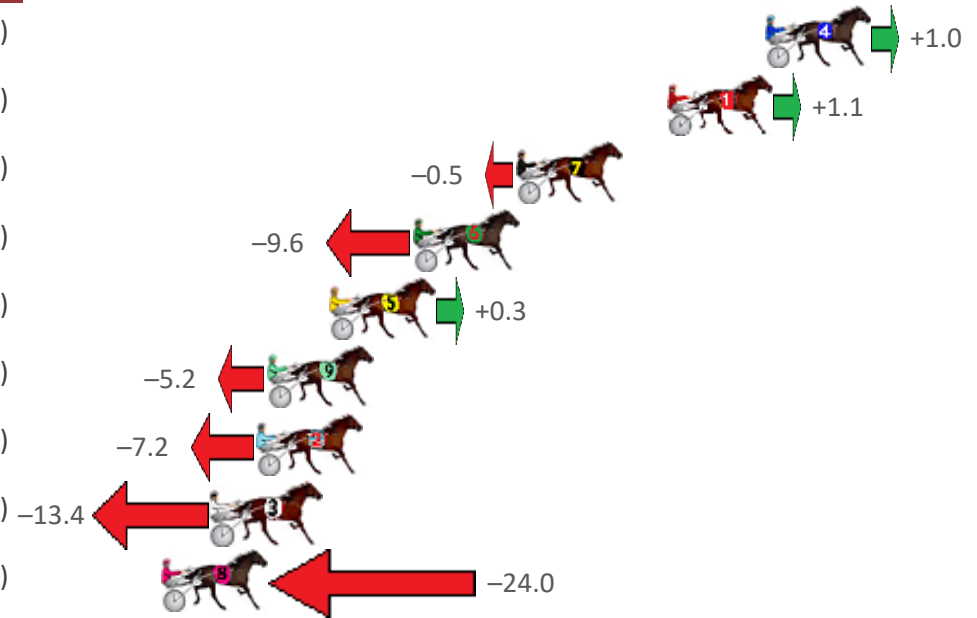 ) 4 +1.0
) 1 +1.1
) –0.5 7
) –9.6 6
) 5 +0.3
) –5.2 9
) –7.2 2
) –13.4 3
) 8 –24.0